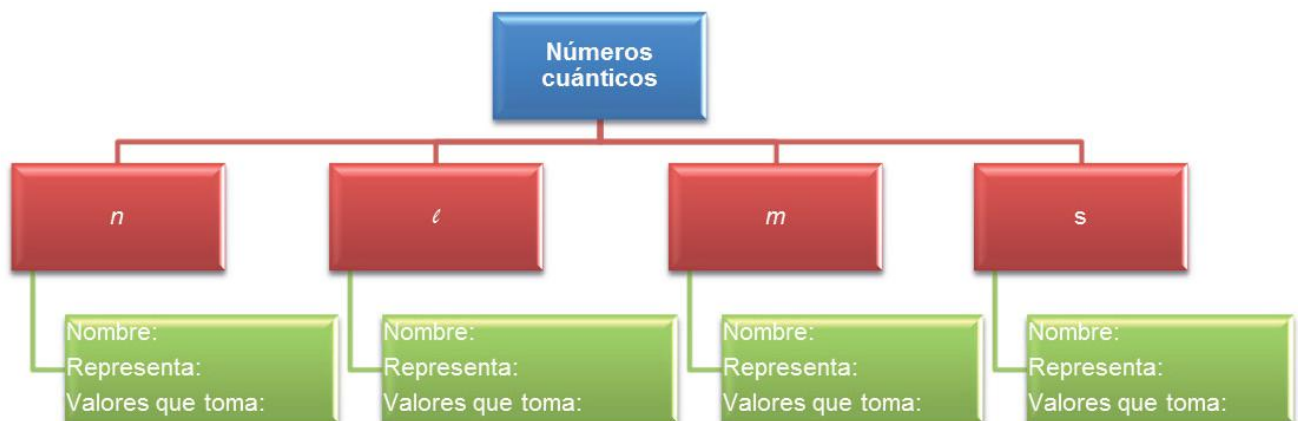 Números
cuánticos
n
ℓ
m
s
Nombre:
Representa:
Valores que toma:
Nombre:
Representa:
Valores que toma:
Nombre:
Representa:
Valores que toma:
Nombre:
Representa:
Valores que toma: